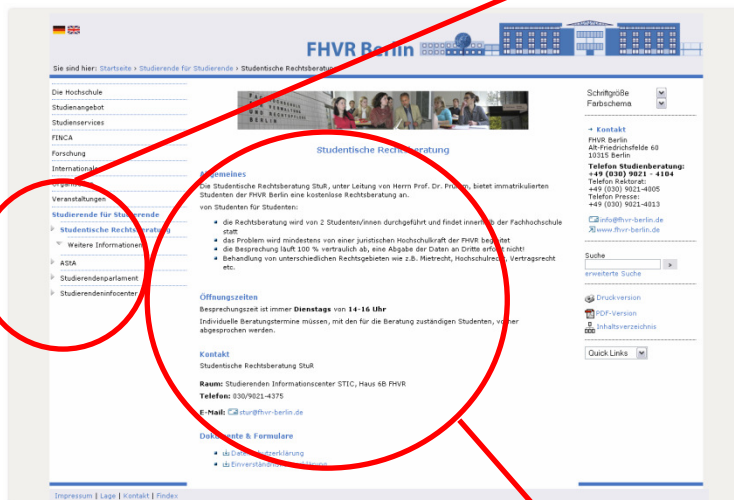 FHVR Berlin
Sie sind hier: Startseite › Studierende für Studierende › Studentische Rechtsberatung
Die Hochschule
Studienangebot
Studienservices
FINCA
Forschung
Internationales
Veranstaltungen
Studierende für Studierende
Studentische Rechtsberatung
Weitere Informationen
AStA
Studierendenparlament
Studierendeninfocenter
FACHHOCHSCHULE
FÜR VERWALTUNG
UND RECHTSPFLEGE
BERLIN
Studentische Rechtsberatung
Allgemeines
Die Studentische Rechtsberatung StuR, unter Leitung von Herrn Prof. Dr. bietet immatrikulierten
Studenten der FHVR Berlin eine kostenlose Rechtsberatung an.
von Studenten für Studenten:
die Rechtsberatung wird von 2 Studenten/innen durchgeführt und findet innerhalb der Fachhochschule
statt
das Problem wird mindestens von einer juristischen Hochschulkraft der FHVR begleitet
die Besprechung läuft 100 % vertraulich ab, eine Abgabe der Daten an Dritte erfolgt nicht!
Behandlung von unterschiedlichen Rechtsgebieten wie z.B. Mietrecht, Hochschulrecht, Vertragsrecht
etc.
Öffnungszeiten
Besprechungszeit ist immer Dienstags von 14-16 Uhr
Individuelle Beratungstermine müssen, mit den für die Beratung zuständigen Studenten, vorher
abgesprochen werden.
Kontakt
Studentische Rechtsberatung StuR
Raum: Studierenden Informationscenter STIC, Haus 6B FHVR
Telefon: 030/9021-4375
E-Mail: stur@fhvr-berlin.de
Dokumente & Formulare
Datenschutzerklärung
Einverständniserklärung
Schriftgröße
Farbschema
Kontakt
FHVR Berlin
Alt-Friedrichsfelde 60
10315 Berlin
Telefon Studienberatung:
+49 (030) 9021 - 4104
Telefon Rektorat:
+49 (030) 9021-4005
Telefon Presse:
+49 (030) 9021-4013
info@fhvr-berlin.de
www.fhvr-berlin.de
Suche
»
erweiterte Suche
Druckversion
PDF-Version
Inhaltsverzeichnis
Quick Links
Impressum | Lage | Kontakt | Findex